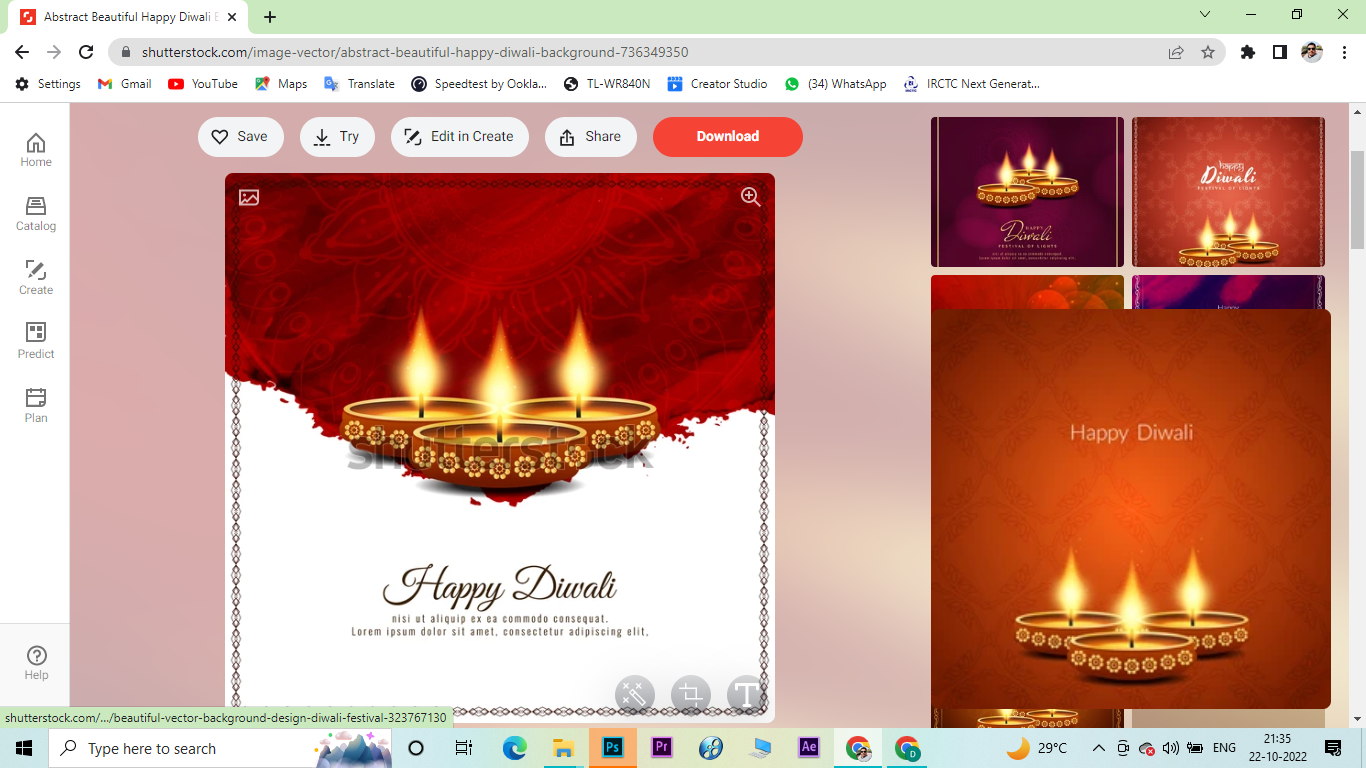 Abstract Beautiful Happy Diwali
shutterstock.com/image-vector/abstract-beautiful-happy-diwali-background-736349350
Settings
Gmail
YouTube
Maps
Translate
Speedtest by Ookla...
TL-WR840N
Creator Studio
(34) WhatsApp
IRCTC Next Generat...
Home
Catalog
Create
Predict
Plan
Help
Save
Try
Edit in Create
Share
Download
shutterstock
Happy Diwali
nisi ut aliquip ex ea commodo consequat.
Lorem ipsum dolor sit amet, consectetur adipiscing elit,
T
HAPPY
Diwali
FESTIVAL OF LIGHTS
happy
Diwali
FESTIVAL OF LIGHTS
Happy
Happy Diwali
shutterstock.com/.../beautiful-vector-background-design-diwali-festival-323767130
Type here to search
Ps
Pr
Ae
D
29°C
ENG
21:35
22-10-2022